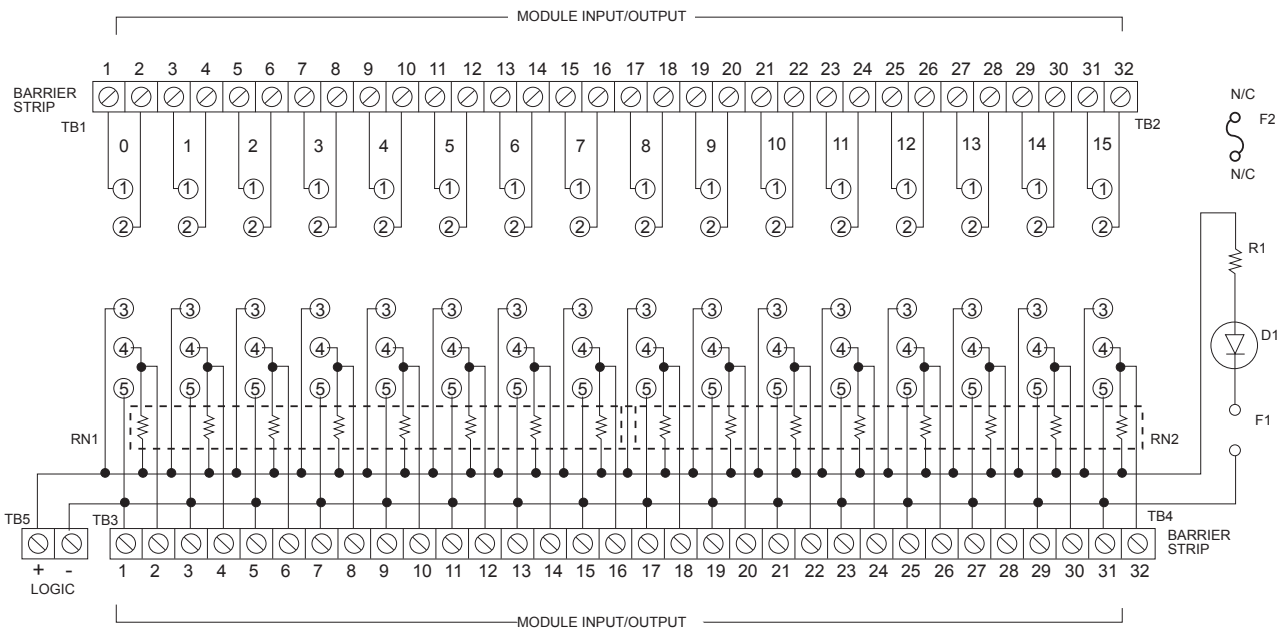 MODULE INPUT/OUTPUT
1 2 3 4 5 6 7 8 9 10 11 12 13 14 15 16 17 18 19 20 21 22 23 24 25 26 27 28 29 30 31 32
BARRIER
STRIP
N/C
F2
TB1
TB2
0 1 2 3 4 5 6 7 8 9 10 11 12 13 14 15
N/C
1 1 1 1 1 1 1 1 1 1 1 1 1 1 1 1
2 2 2 2 2 2 2 2 2 2 2 2 2 2 2 2
R1
3 3 3 3 3 3 3 3 3 3 3 3 3 3 3 3
D1
4 4 4 4 4 4 4 4 4 4 4 4 4 4 4 4
5 5 5 5 5 5 5 5 5 5 5 5 5 5 5 5
F1
RN1
RN2
TB5
TB3
TB4
BARRIER
STRIP
+ -
1 2 3 4 5 6 7 8 9 10 11 12 13 14 15 16 17 18 19 20 21 22 23 24 25 26 27 28 29 30 31 32
LOGIC
MODULE INPUT/OUTPUT